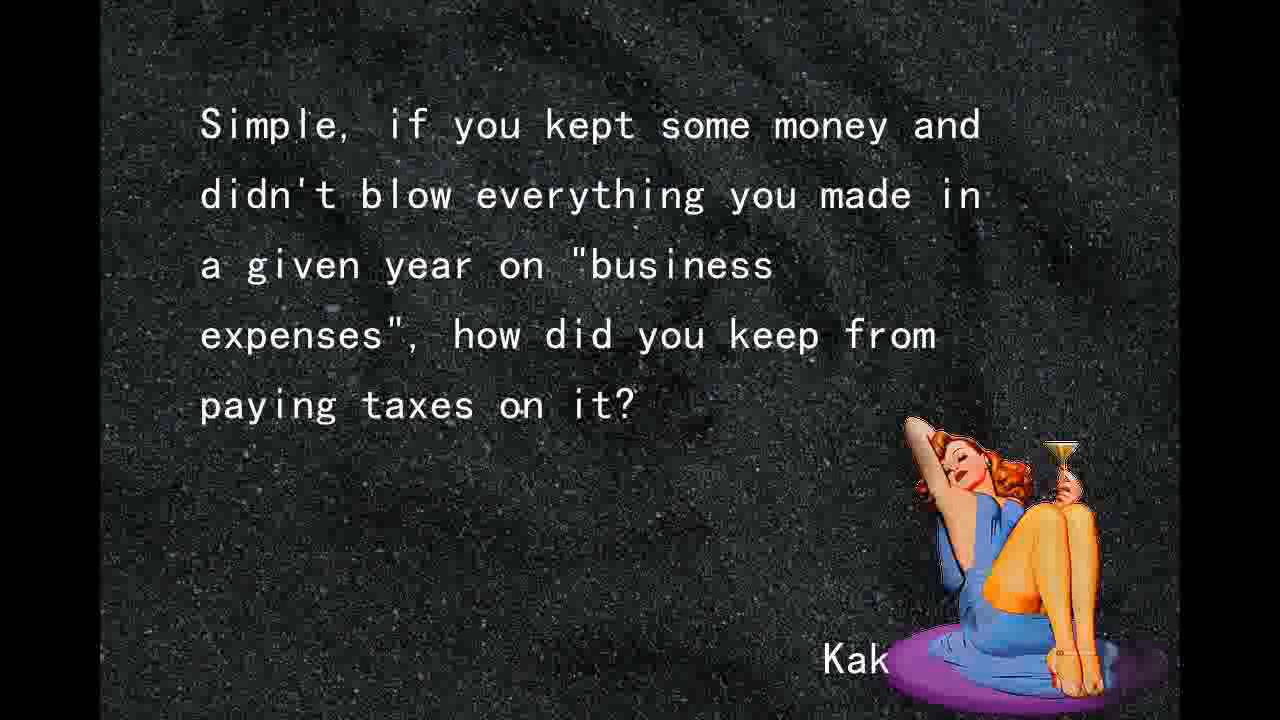 Simple, if you kept some money and
didn't blow everything you made in
a given year on "business
expenses", how did you keep from
paying taxes on it?
Kak